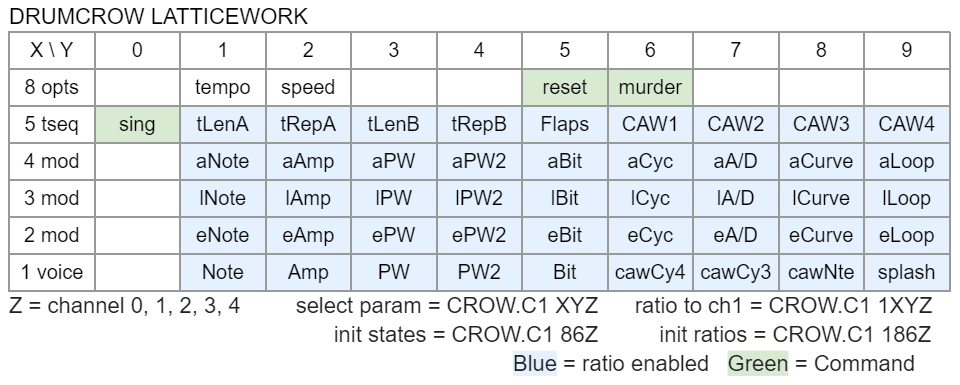 DRUMCROW LATTICEWORK
X \ Y 0 1 2 3 4 5 6 7 8 9
8 opts tempo speed reset murder
5 tseq sing tLenA tRepA tLenB tRepB Flaps CAW1 CAW2 CAW3 CAW4
4 mod aNote aAmp aPW aPW2 aBit aCyc aA/D aCurve aLoop
3 mod lNote lAmp lPW lPW2 lBit lCyc lA/D lCurve lLoop
2 mod eNote eAmp ePW ePW2 eBit eCyc eA/D eCurve eLoop
1 voice Note Amp PW PW2 Bit cawCy4 cawCy3 cawNte splash
Z = channel 0, 1, 2, 3, 4 select param = CROW.C1 XYZ ratio to ch1 = CROW.C1 1XYZ
init states = CROW.C1 86Z init ratios = CROW.C1 186Z
Blue = ratio enabled Green = Command